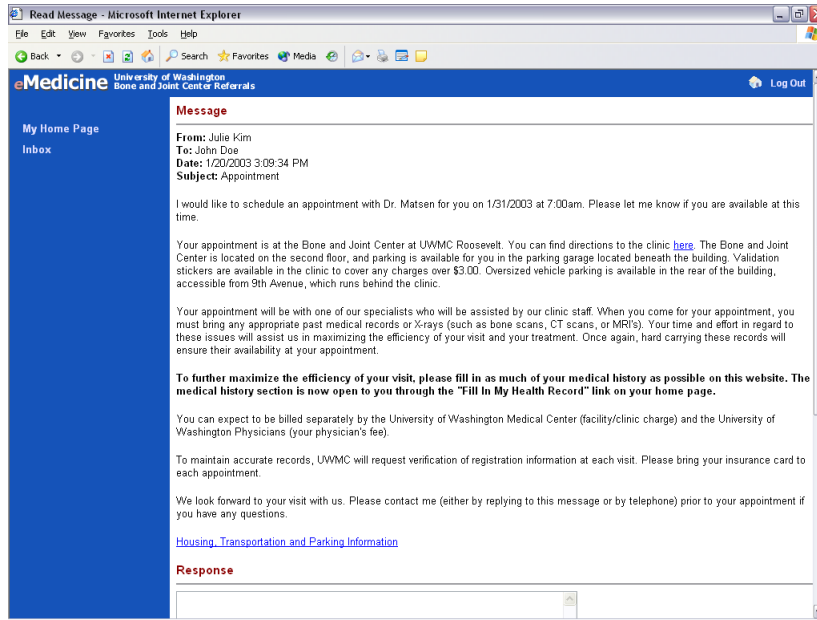 Read Message - Microsoft Internet Explorer
File Edit View Favorites Tools Help
Back Search Favorites Media
eMedicine University of Washington
Bone and Joint Center Referrals
Log Out
My Home Page
Inbox
Message
From: Julie Kim
To: John Doe
Date: 1/20/2003 3:09:34 PM
Subject: Appointment
I would like to schedule an appointment with Dr. Matsen for you on 1/31/2003 at 7:00am. Please let me know if you are available at this
time.
Your appointment is at the Bone and Joint Center at UWMC Roosevelt. You can find directions to the clinic here. The Bone and Joint
Center is located on the second floor, and parking is available for you in the parking garage located beneath the building. Validation
stickers are available in the clinic to cover any charges over $3.00. Oversized vehicle parking is available in the rear of the building,
accessible from 9th Avenue, which runs behind the clinic.
Your appointment will be with one of our specialists who will be assisted by our clinic staff. When you come for your appointment, you
must bring any appropriate past medical records or X-rays (such as bone scans, CT scans, or MRI's). Your time and effort in regard to
these issues will assist us in maximizing the efficiency of your visit and your treatment. Once again, hard carrying these records will
ensure their availability at your appointment.
To further maximize the efficiency of your visit, please fill in as much of your medical history as possible on this website. The
medical history section is now open to you through the "Fill In My Health Record" link on your home page.
You can expect to be billed separately by the University of Washington Medical Center (facility/clinic charge) and the University of
Washington Physicians (your physician's fee).
To maintain accurate records, UWMC will request verification of registration information at each visit. Please bring your insurance card to
each appointment.
We look forward to your visit with us. Please contact me (either by replying to this message or by telephone) prior to your appointment if
you have any questions.
Housing, Transportation and Parking Information
Response